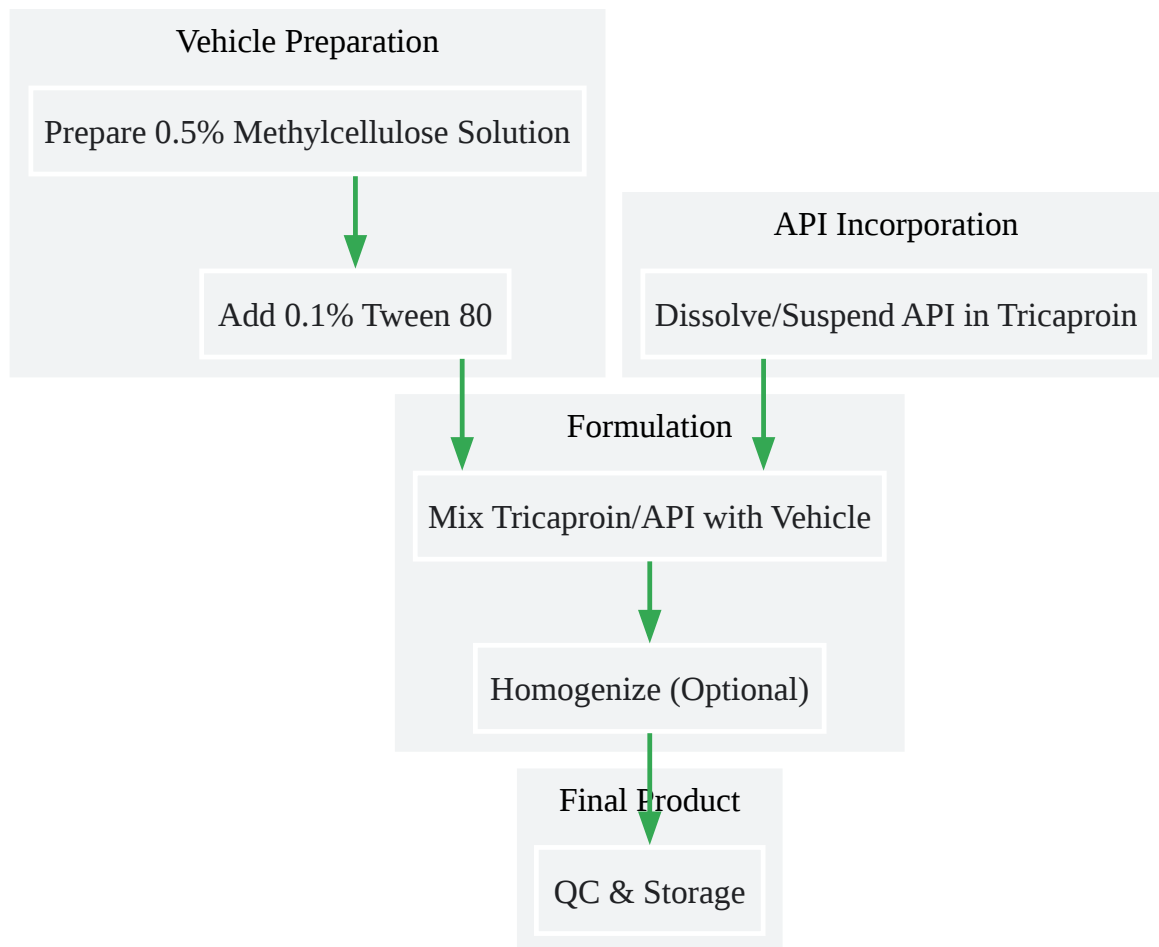 Vehicle Preparation
Prepare 0.5% Methylcellulose Solution
Add 0.1% Tween 80
API Incorporation
Dissolve/Suspend API in Tricaproin
Formulation
Mix Tricaproin/API with Vehicle
Homogenize (Optional)
Final Product
QC & Storage